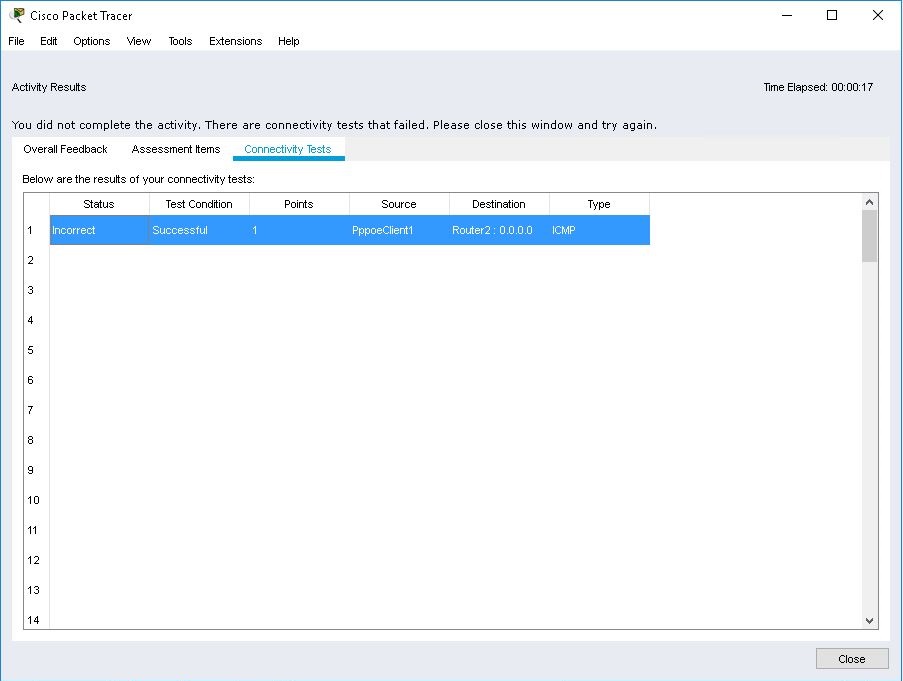 Cisco Packet Tracer
File Edit Options View Tools Extensions Help
Activity Results
Time Elapsed: 00:00:17
You did not complete the activity. There are connectivity tests that failed. Please close this window and try again.
Overall Feedback Assessment Items Connectivity Tests
Below are the results of your connectivity tests:
Status Test Condition Points Source Destination Type
1 Incorrect Successful 1 PppoeClient1 Router2 : 0.0.0.0 ICMP
2
3
4
5
6
7
8
9
10
11
12
13
14
Close